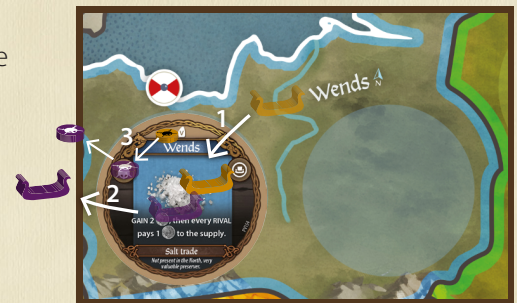 e
1
Wends
N
3
Wends
2
GAIN 2 , then every RIVAL
pays 1 to the supply.
Salt trade
Not present in the North, very
valuable preserves.